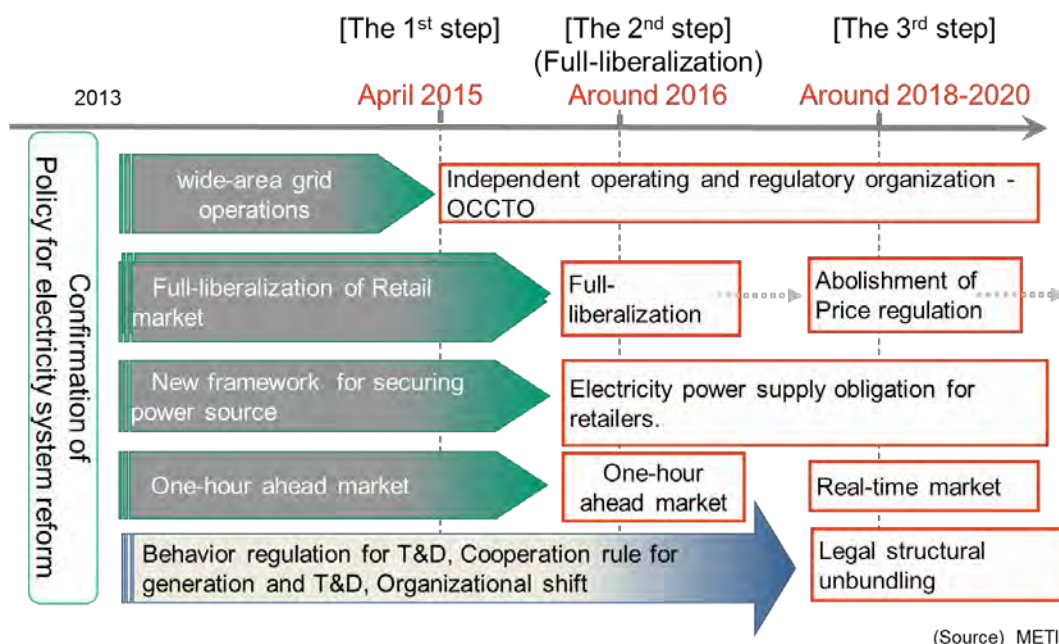 [The 1st step]
[The 2nd step]
(Full-liberalization)
[The 3rd step]
2013
April 2015
Around 2016
Around 2018-2020
Confirmation of
Policy for electricity system reform
wide-area grid
operations
Independent operating and regulatory organization -
OCCTO
Full-liberalization of Retail
market
Full-
liberalization
Abolishment of
Price regulation
New framework for securing
power source
Electricity power supply obligation for
retailers.
One-hour ahead market
One-hour
ahead market
Real-time market
Behavior regulation for T&D, Cooperation rule for
generation and T&D, Organizational shift
Legal structural
unbundling
(Source) METI